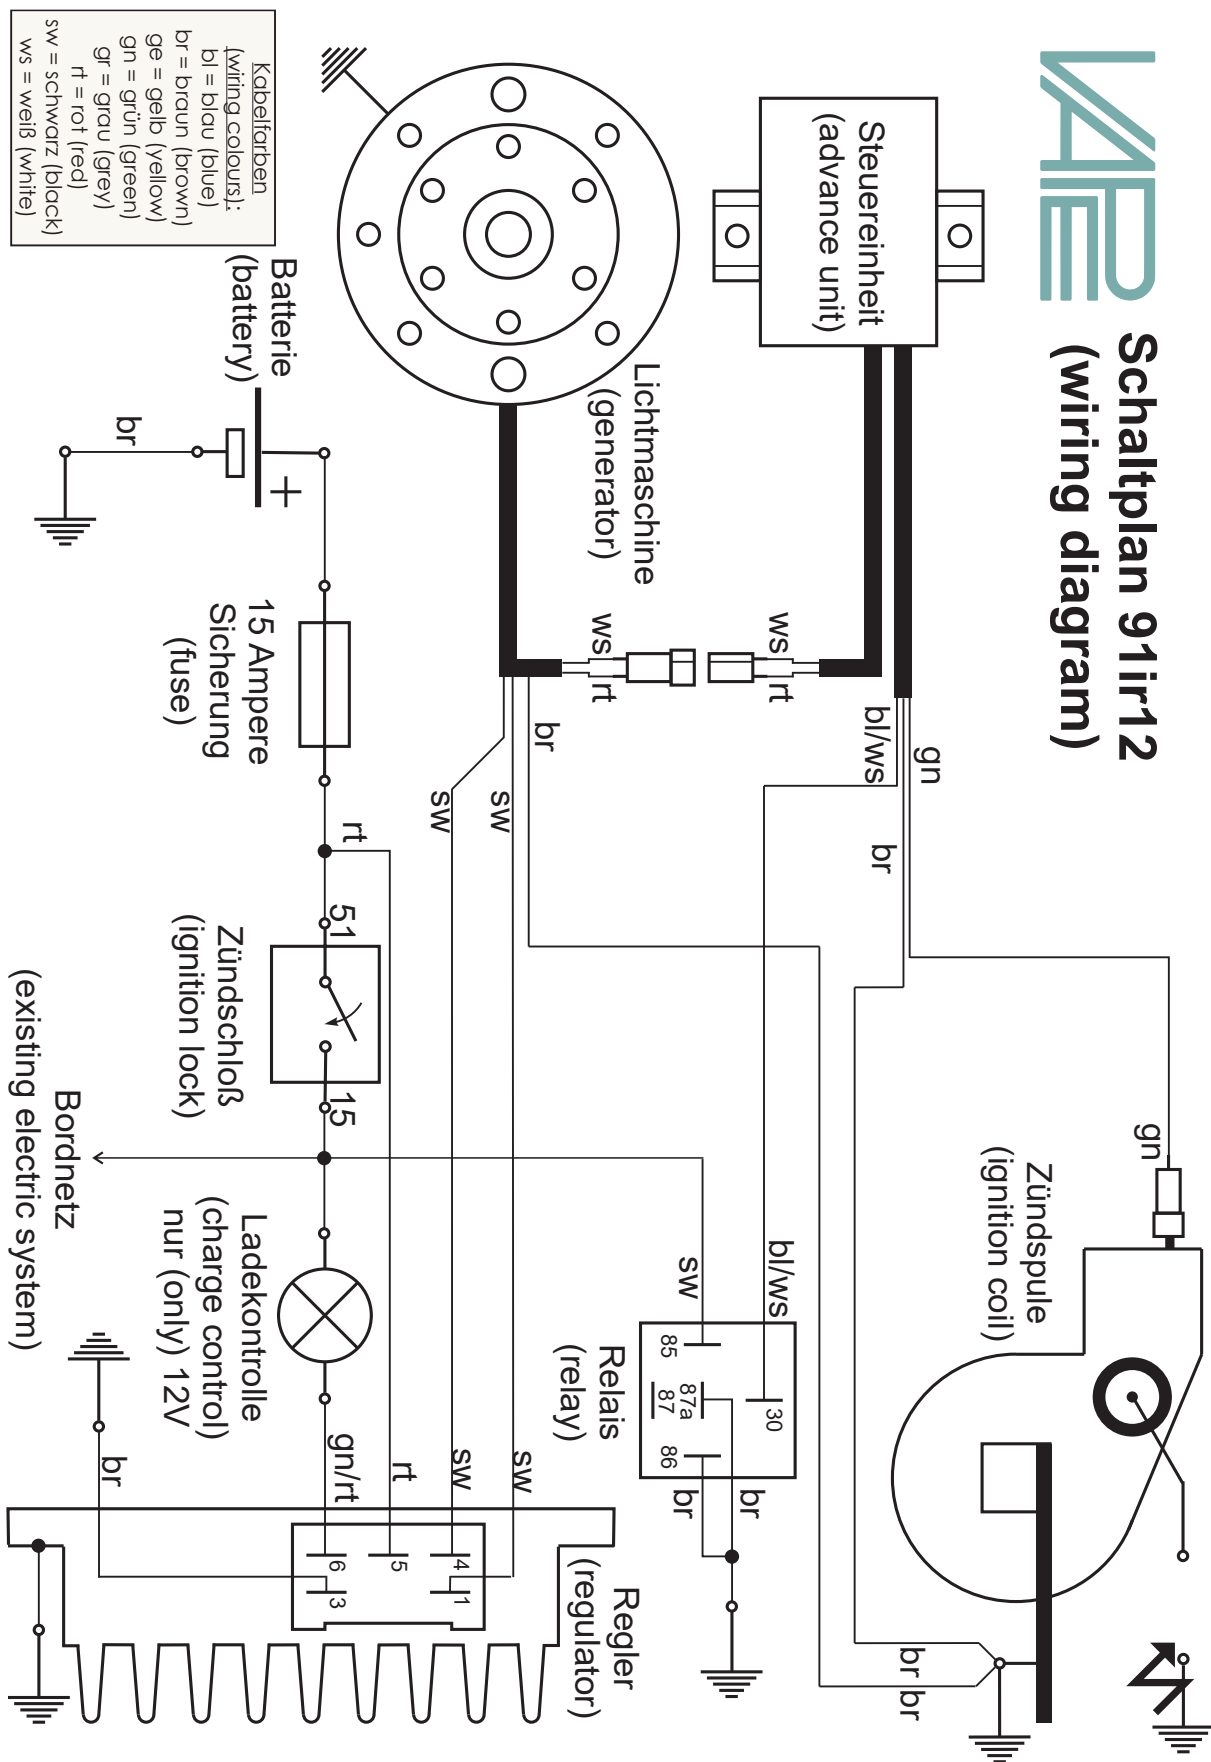 VAPE
Schaltplan 91ir12
(wiring diagram)
Steuereinheit
(advance unit)
Lichtmaschine
(generator)
ws
rt
ws
rt
bl/ws
gn
br
br
sw
sw
gn
Zündspule
(ignition coil)
bl/ws
sw
85
87a
87
30
86
Relais
(relay)
br
br
br
br
Batterie
(battery)
+
br
15 Ampere
Sicherung
(fuse)
rt
51
Zündschloß
(ignition lock)
15
Bordnetz
(existing electric system)
Ladekontrolle
(charge control)
nur (only) 12V
br
gn/rt
rt
sw
sw
6
5
4
3
1
Regler
(regulator)
Kabelfarben
(wiring colours):
bl = blau (blue)
br = braun (brown)
ge = gelb (yellow)
gn = grün (green)
gr = grau (grey)
rt = rot (red)
sw = schwarz (black)
ws = weiß (white)